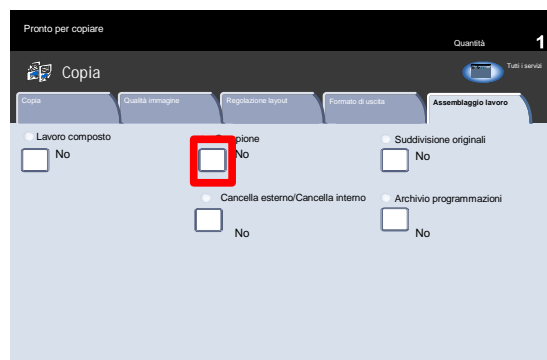 Pronto per copiare
Quantità 1
Copia
Tutti i servizi
Copia Qualità immagine Regolazione layout Formato di uscita Assemblaggio lavoro
Lavoro composto
No
No
Suddivisione originali
No
Cancella esterno/Cancella interno
No
Archivio programmazioni
No